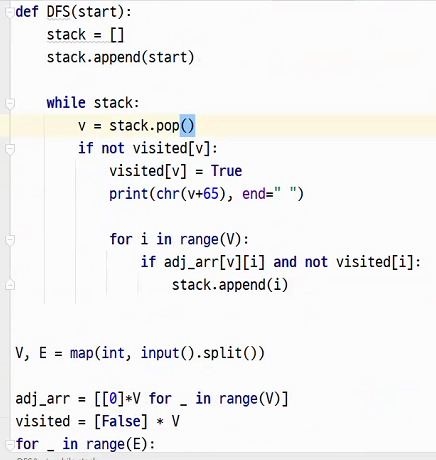 def DFS(start):
    stack = []
    stack.append(start)

    while stack:
        v = stack.pop()
        if not visited[v]:
            visited[v] = True
            print(chr(v+65), end=" ")

            for i in range(V):
                if adj_arr[v][i] and not visited[i]:
                    stack.append(i)


V, E = map(int, input().split())

adj_arr = [[0]*V for _ in range(V)]
visited = [False] * V
for _ in range(E):